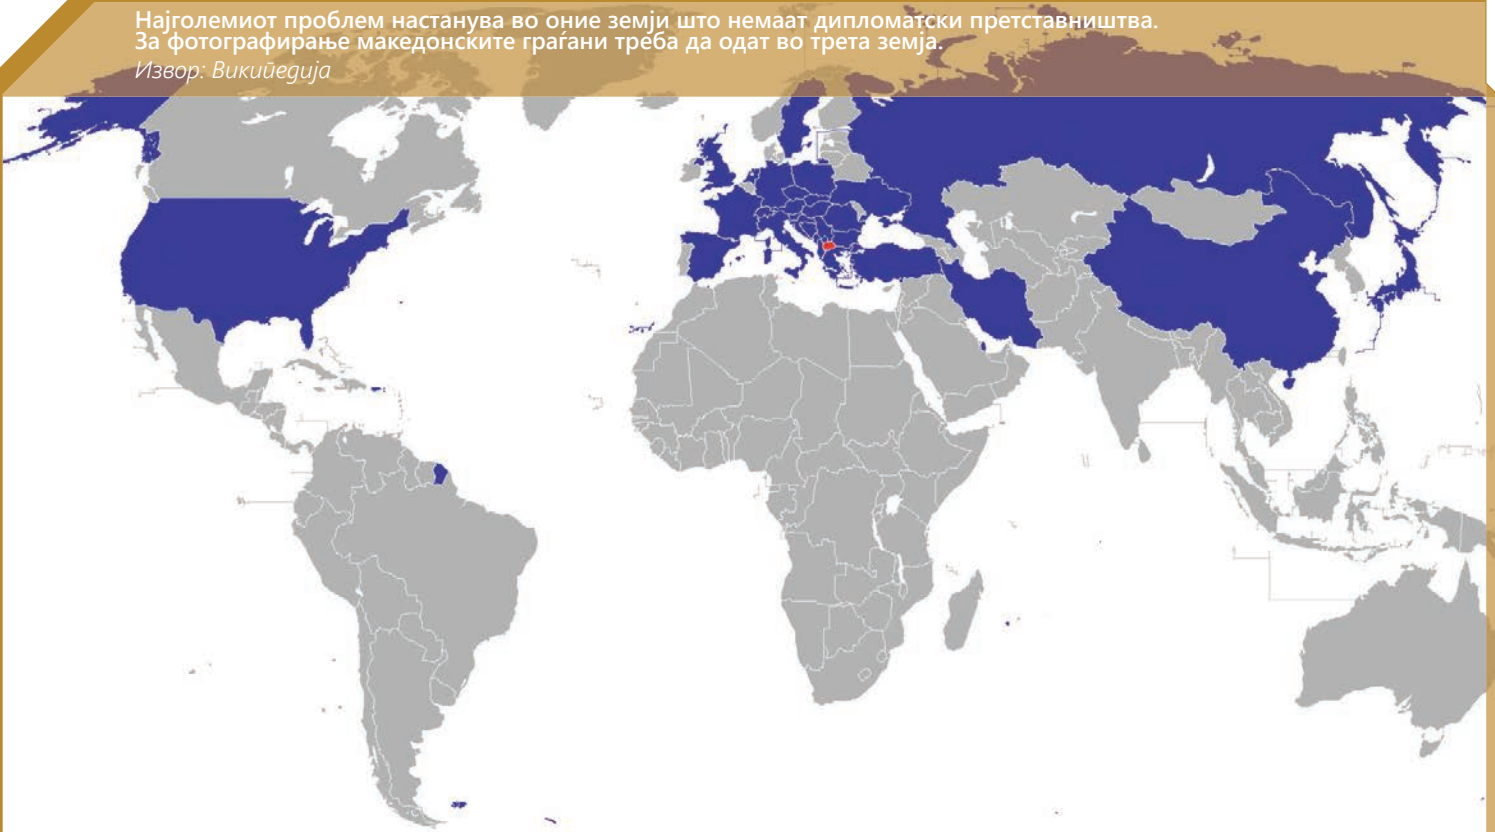 Најголемиот проблем настанува во оние земји што немаат дипломатски претставништва.
За фотографирање македонските граѓани треба да одат во трета земја.
Извор: Википедија